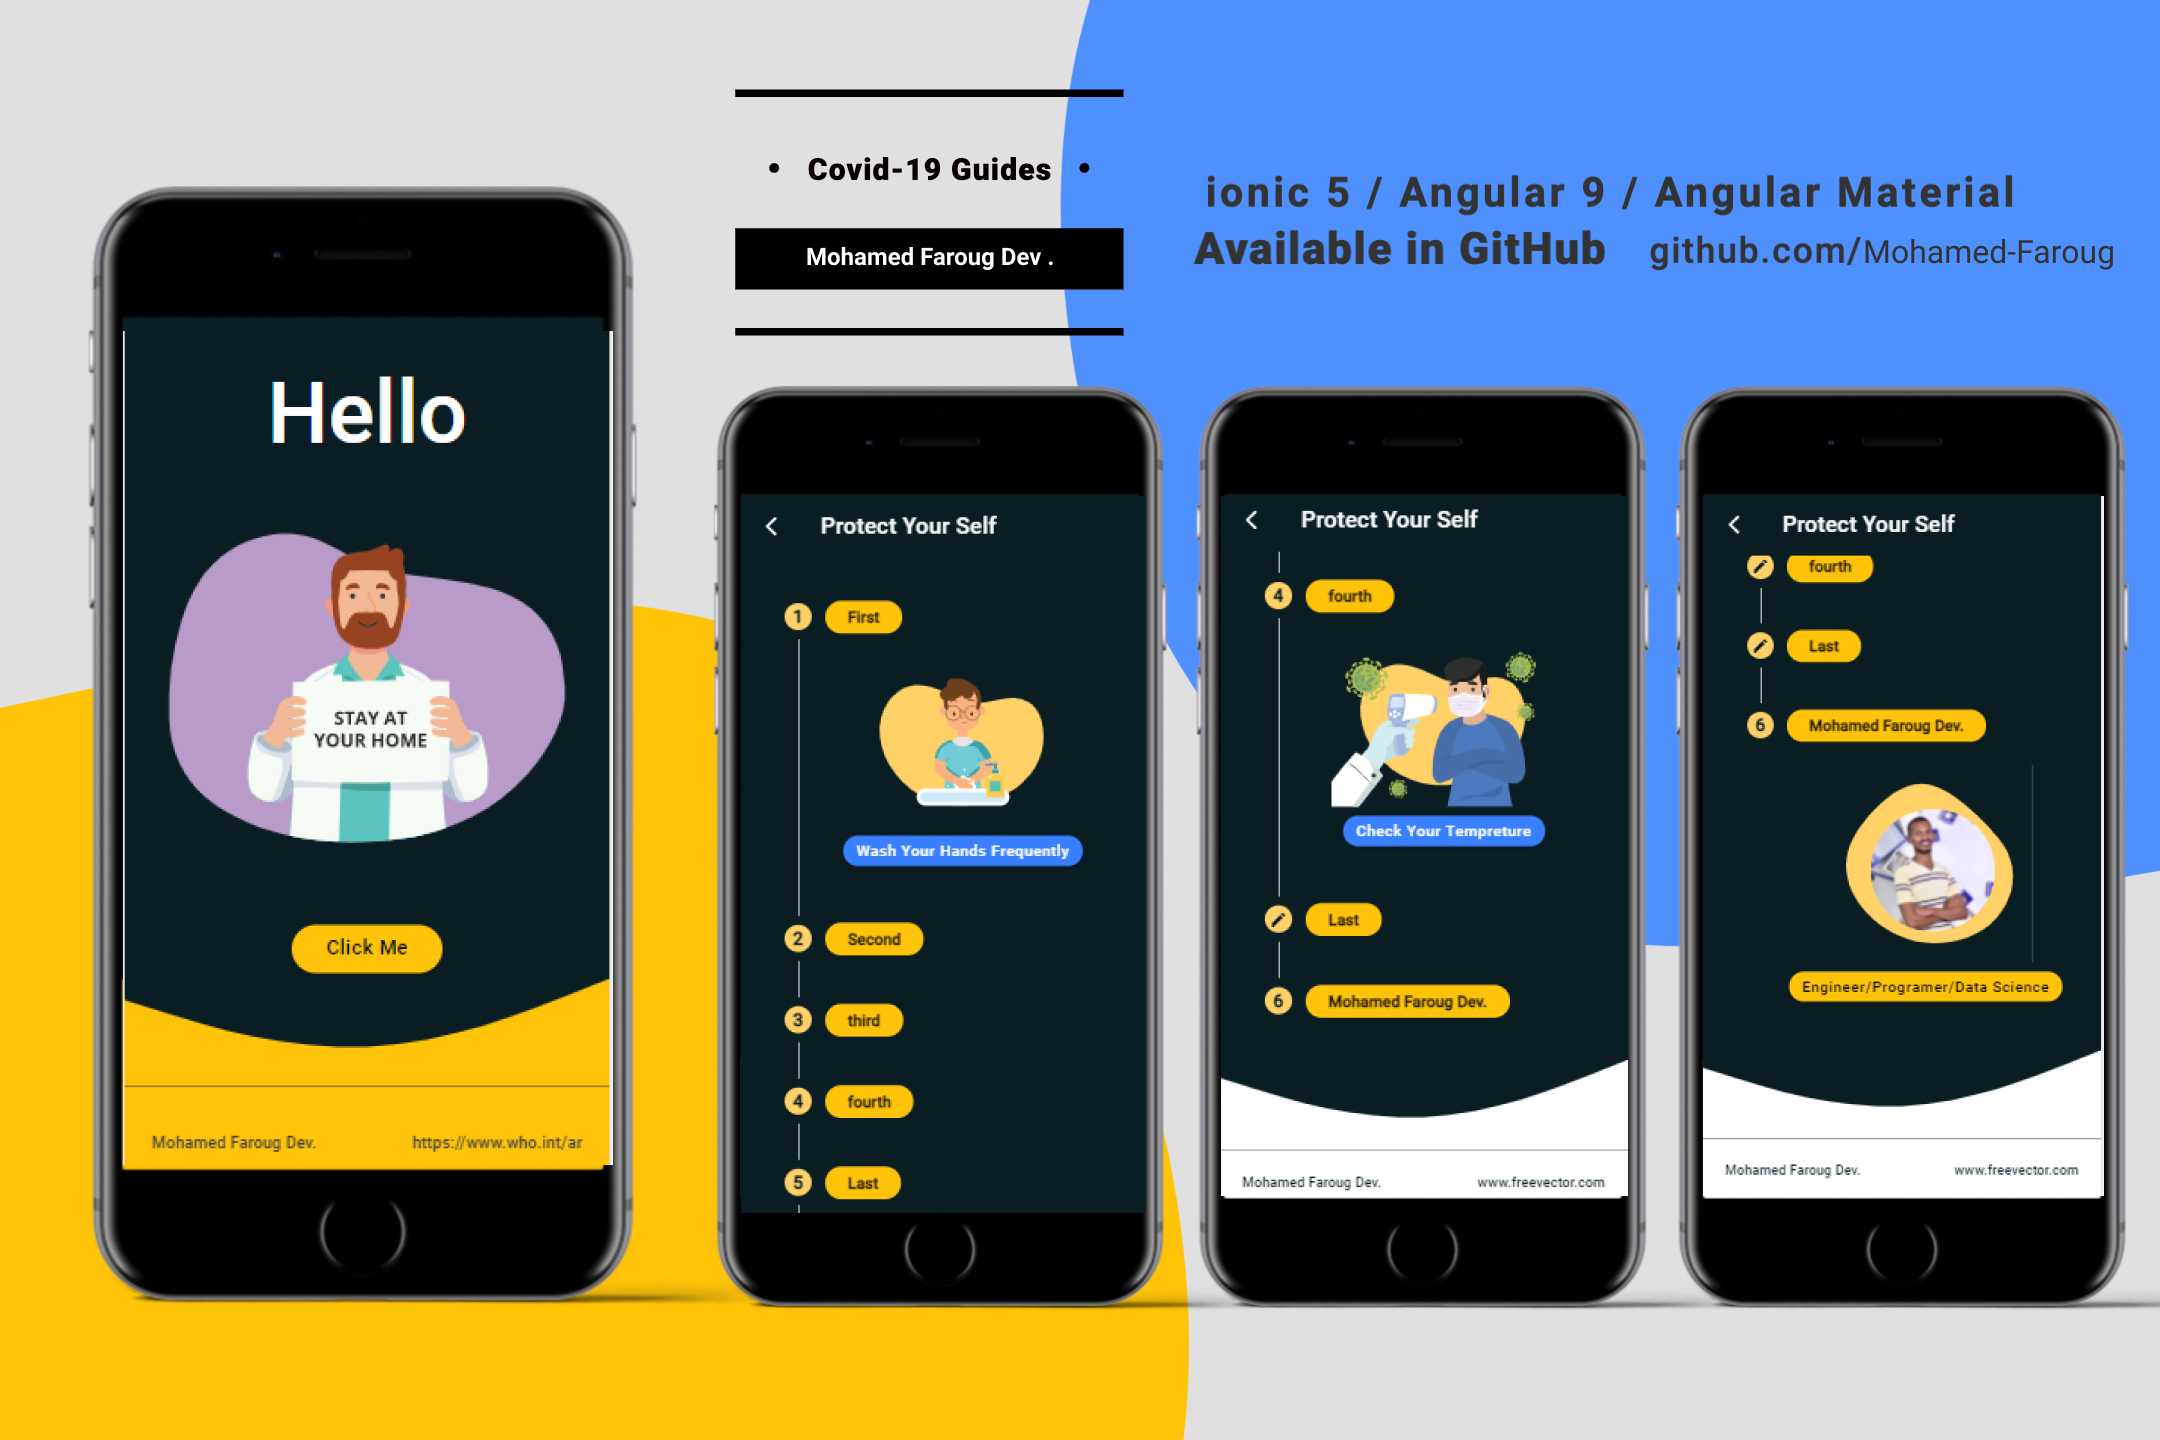 Covid-19 Guides
Mohamed Faroug Dev .
ionic 5 / Angular 9 / Angular Material
Available in GitHub github.com/Mohamed-Faroug
Hello
STAY AT
YOUR HOME
Click Me
Mohamed Faroug Dev. https://www.who.int/ar
Protect Your Self
1 First
Wash Your Hands Frequently
2 Second
3 third
4 fourth
5 Last
Protect Your Self
4 fourth
Check Your Tempreture
Last
6 Mohamed Faroug Dev.
Mohamed Faroug Dev. www.freevector.com
Protect Your Self
fourth
Last
6 Mohamed Faroug Dev.
Engineer/Programer/Data Science
Mohamed Faroug Dev. www.freevector.com